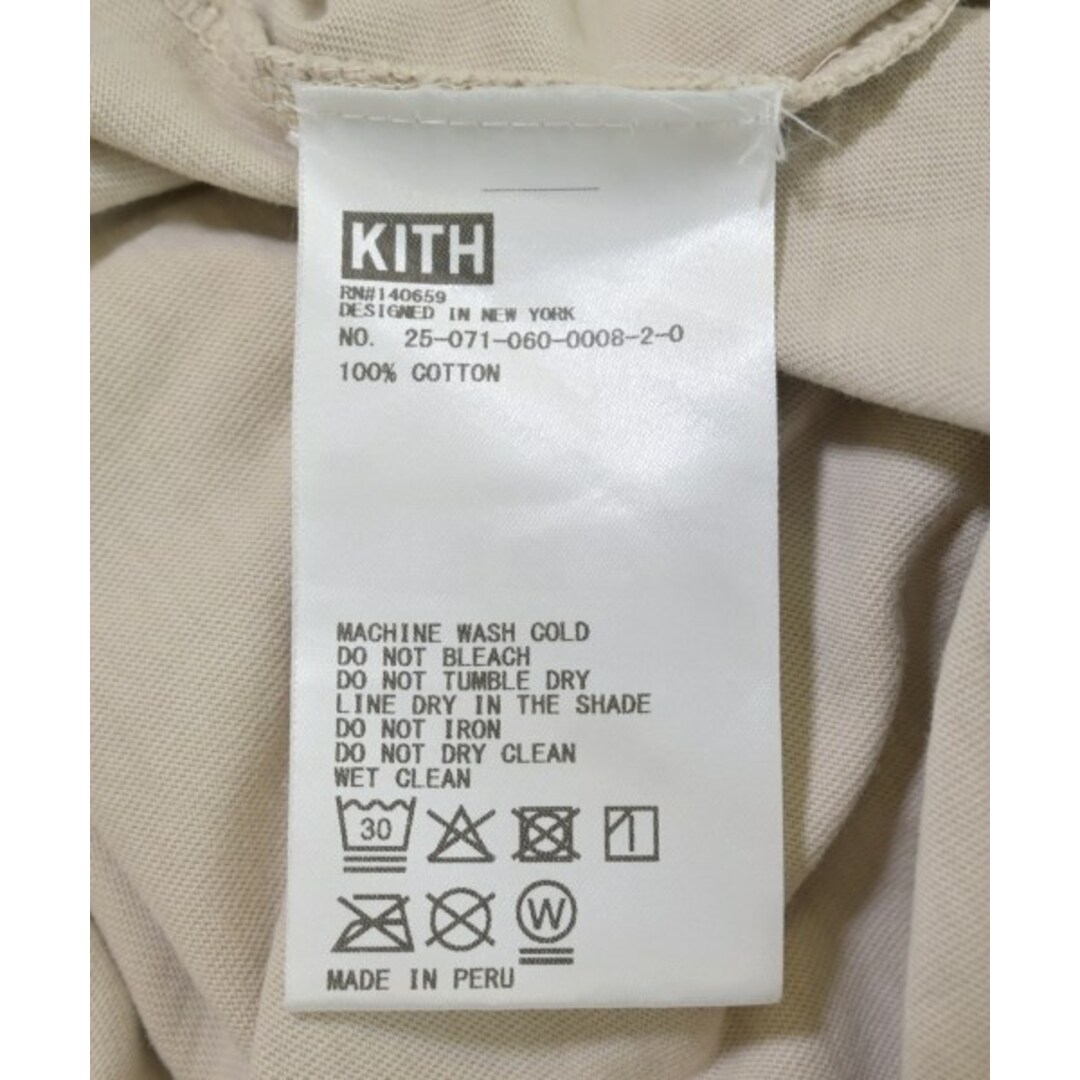 KITH
RN#140659
DESIGNED IN NEW YORK
NO. 25-071-060-0008-2-0
100% COTTON
MACHINE WASH COLD
DO NOT BLEACH
DO NOT TUMBLE DRY
LINE DRY IN THE SHADE
DO NOT IRON
DO NOT DRY CLEAN
WET CLEAN
30
W
MADE IN PERU